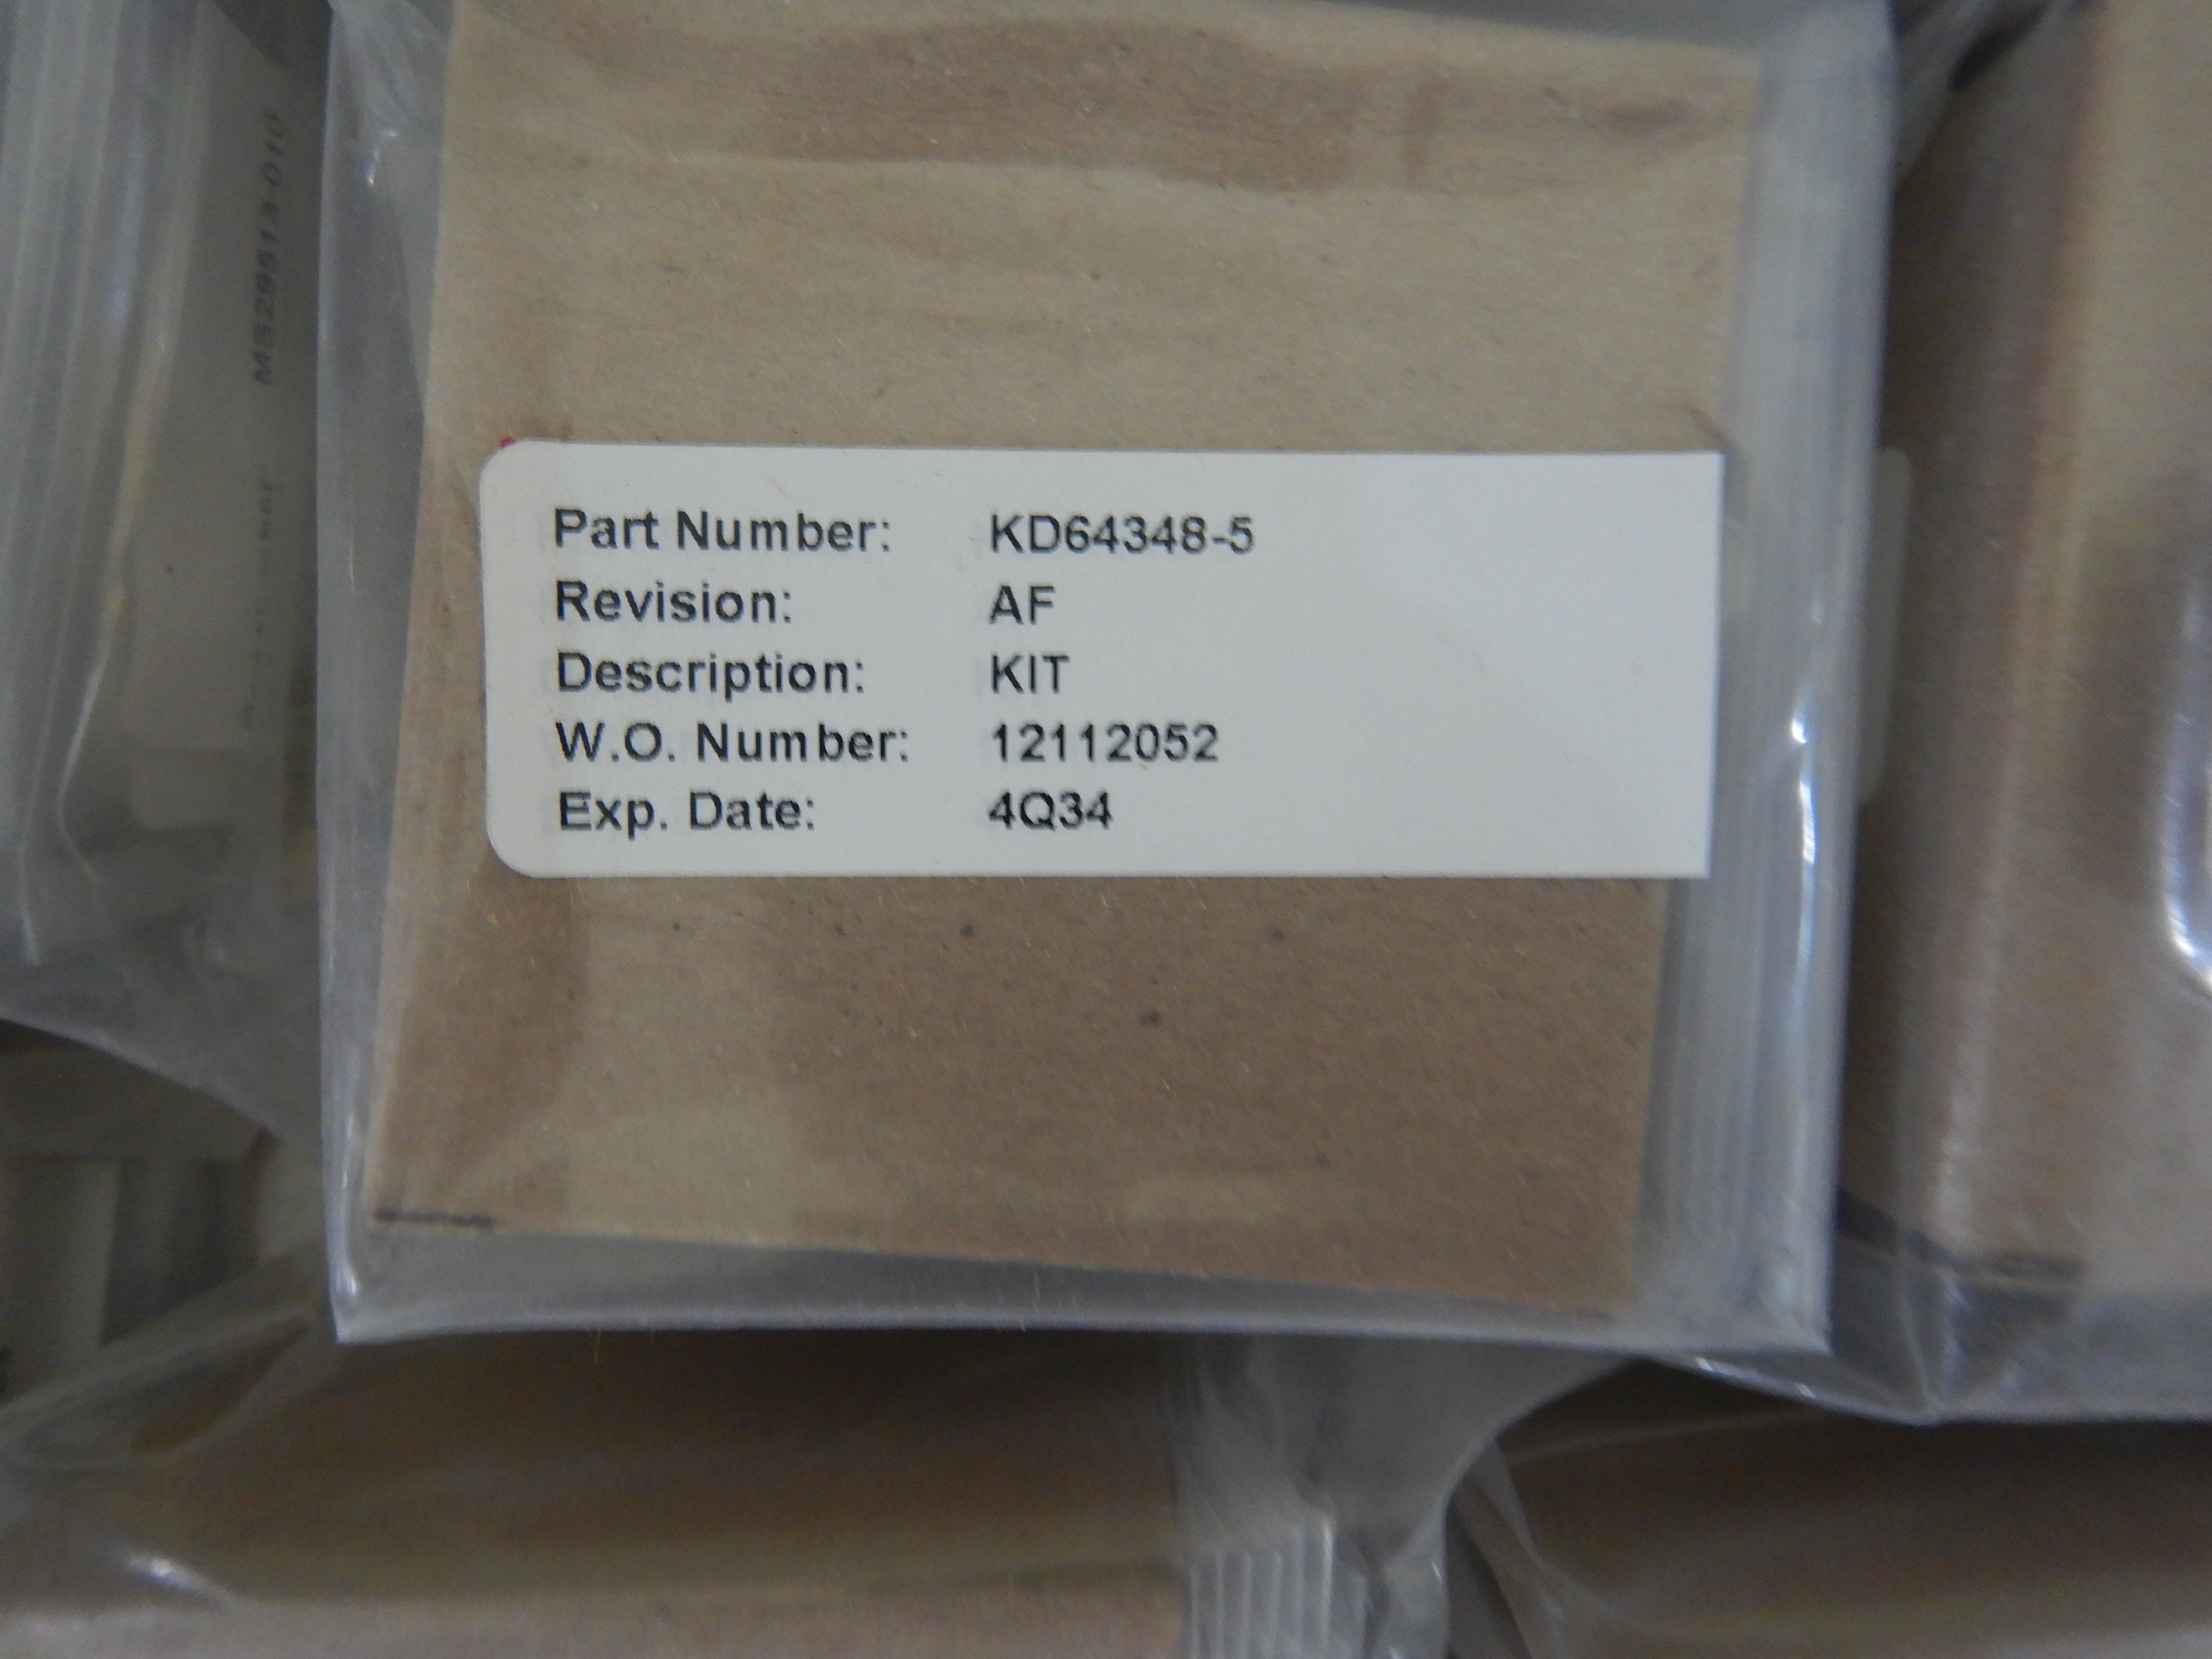 Part Number: KD64348-5
Revision: AF
Description: KIT
W.O. Number: 12112052
Exp. Date: 4Q34